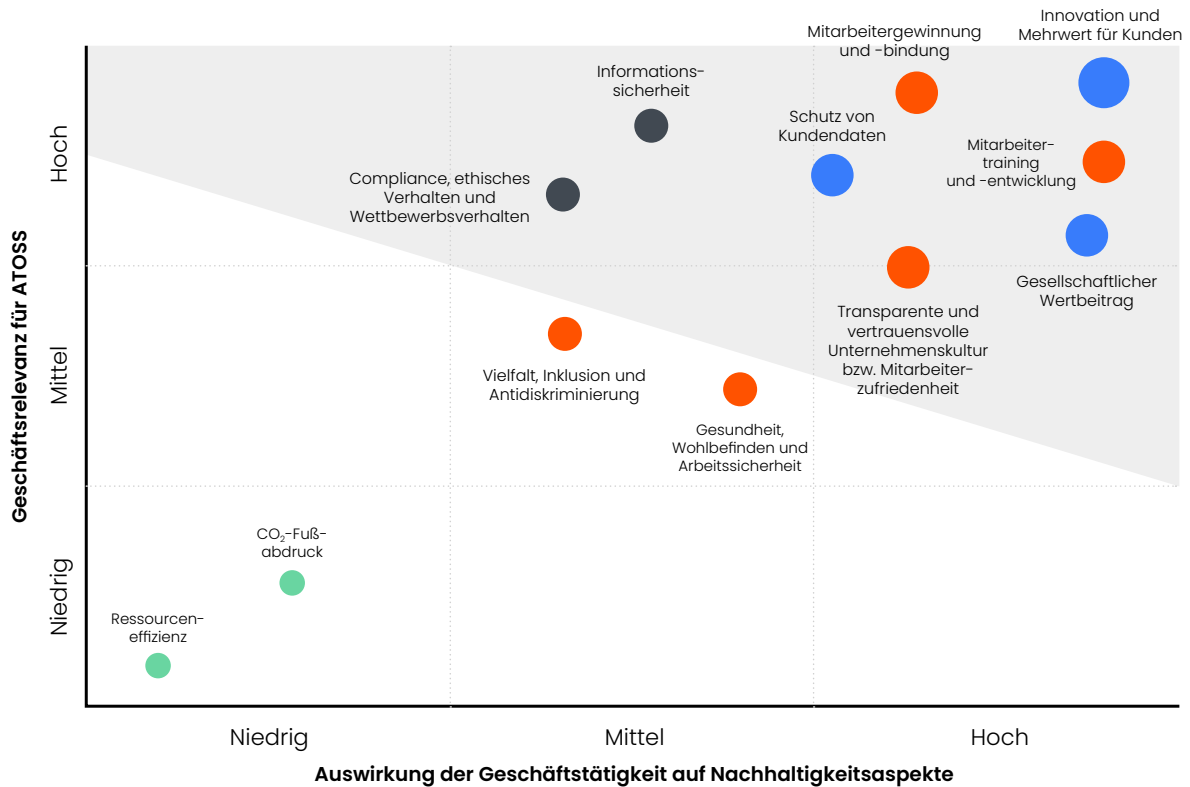 Innovation und
Mehrwert für Kunden
Mitarbeitergewinnung
und -bindung
Informations-
sicherheit
Schutz von
Kundendaten
Mitarbeiter-
training
und -entwicklung
Compliance, ethisches
Verhalten und
Wettbewerbsverhalten
Gesellschaftlicher
Wertbeitrag
Transparente und
vertrauensvolle
Unternehmenskultur
bzw. Mitarbeiter-
zufriedenheit
Vielfalt, Inklusion und
Antidiskriminierung
Gesundheit,
Wohlbefinden und
Arbeitssicherheit
CO₂-Fuß-
abdruck
Ressourcen-
effizienz
Geschäftsrelevanz für ATOSS
Hoch
Mittel
Niedrig
Niedrig
Mittel
Hoch
Auswirkung der Geschäftstätigkeit auf Nachhaltigkeitsaspekte